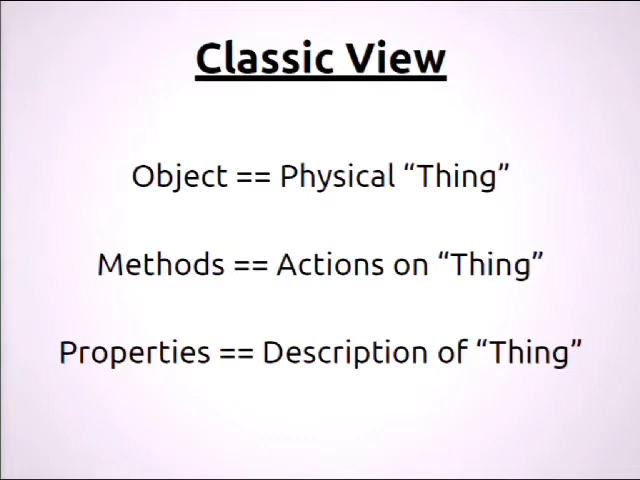 Classic View
Object == Physical “Thing”
Methods == Actions on “Thing”
Properties == Description of “Thing”